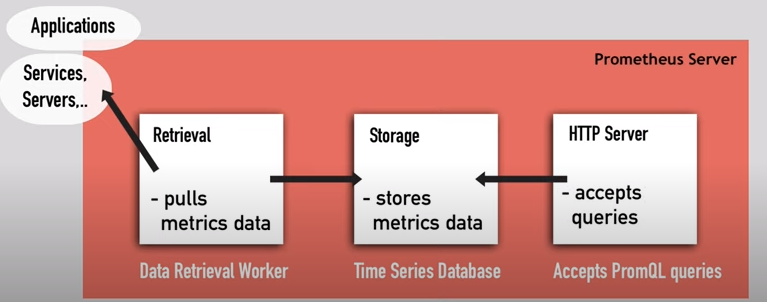 Applications
Services,
Servers,..
Prometheus Server
Retrieval
- pulls
metrics data
Data Retrieval Worker
Storage
- stores
metrics data
Time Series Database
HTTP Server
- accepts
queries
Accepts PromQL queries